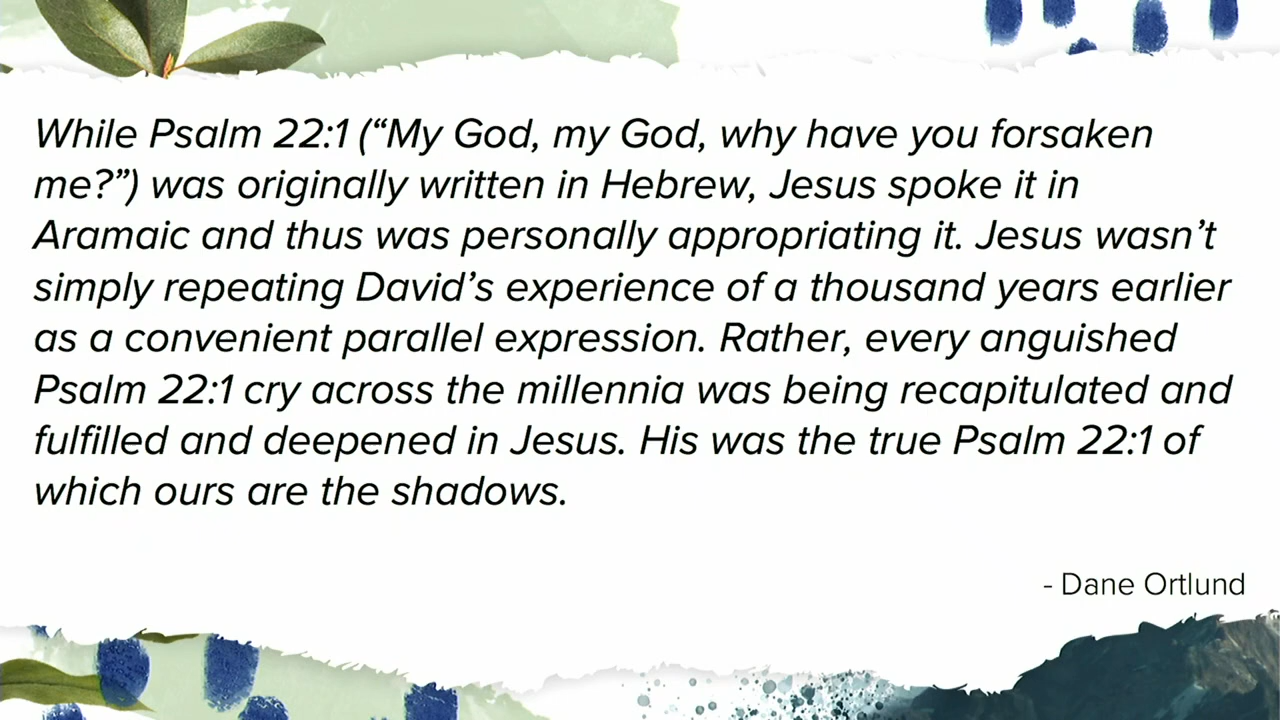 While Psalm 22:1 (“My God, my God, why have you forsaken
me?”) was originally written in Hebrew, Jesus spoke it in
Aramaic and thus was personally appropriating it. Jesus wasn’t
simply repeating David’s experience of a thousand years earlier
as a convenient parallel expression. Rather, every anguished
Psalm 22:1 cry across the millennia was being recapitulated and
fulfilled and deepened in Jesus. His was the true Psalm 22:1 of
which ours are the shadows.
- Dane Ortlund